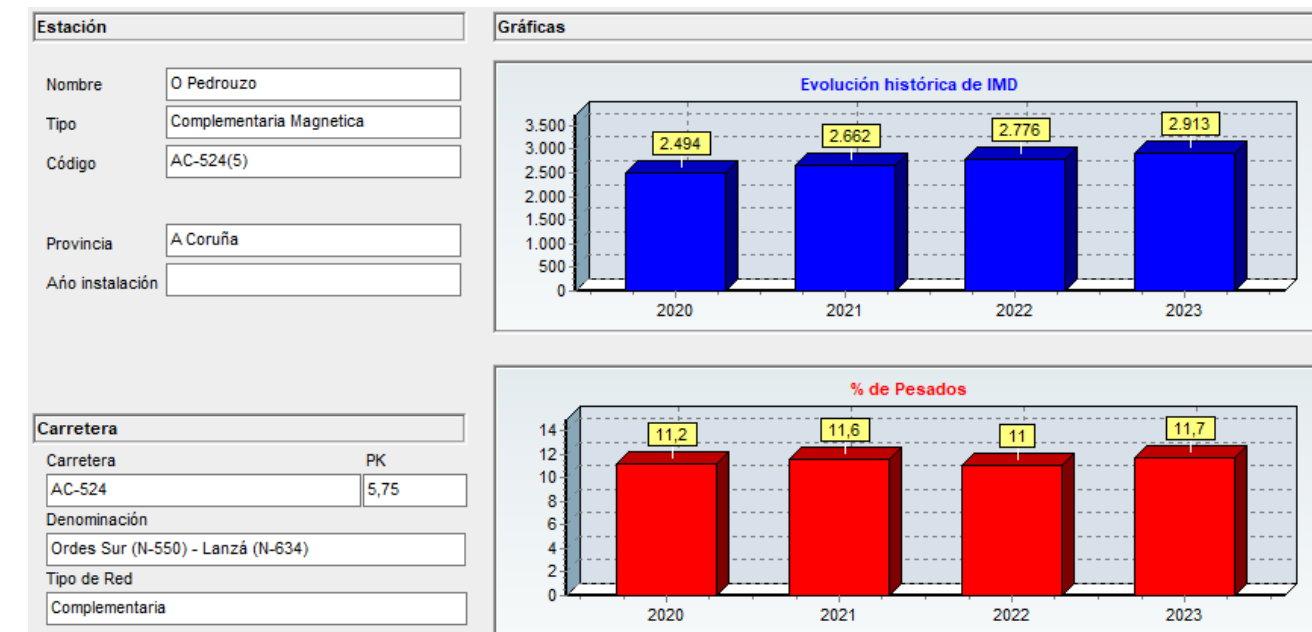 Estación
Nombre O Pedrouzo
Tipo Complementaria Magnetica
Código AC-524(5)
Provincia A Coruña
Ańo instalación
Carretera
Carretera PK
AC-524 5,75
Denominación
Ordes Sur (N-550) - Lanzá (N-634)
Tipo de Red
Complementaria
Gráficas
Evolución histórica de IMD
3.500
3.000
2.500
2.000
1.500
1.000
500
0
2.494 2.662 2.776 2.913
2020 2021 2022 2023
% de Pesados
14
12
10
8
6
4
2
0
11,2 11,6 11 11,7
2020 2021 2022 2023